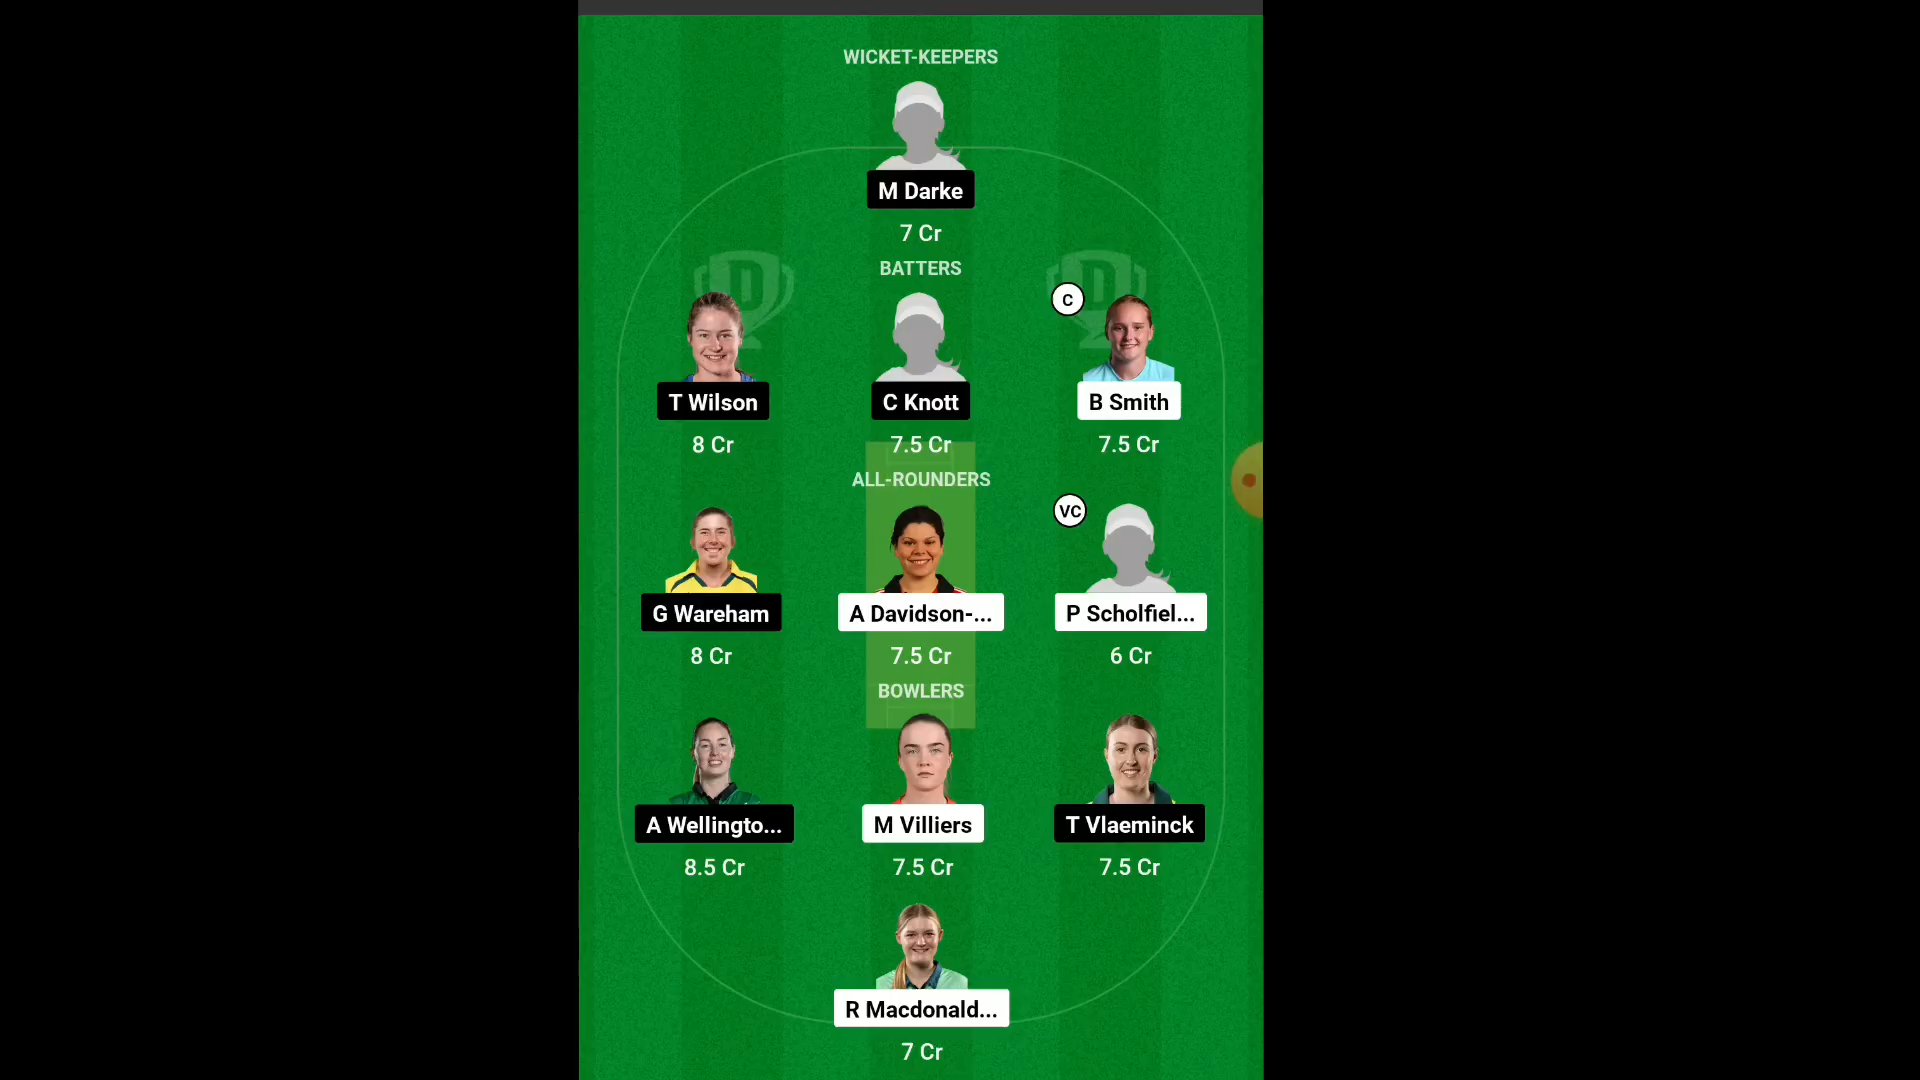 WICKET-KEEPERS
M Darke
7 Cr
BATTERS
C
T Wilson
C Knott
B Smith
8 Cr
7.5 Cr
7.5 Cr
ALL-ROUNDERS
VC
G Wareham
A Davidson-...
P Scholfiel...
8 Cr
7.5 Cr
6 Cr
BOWLERS
A Wellingto...
M Villiers
T Vlaeminck
8.5 Cr
7.5 Cr
7.5 Cr
R Macdonald...
7 Cr